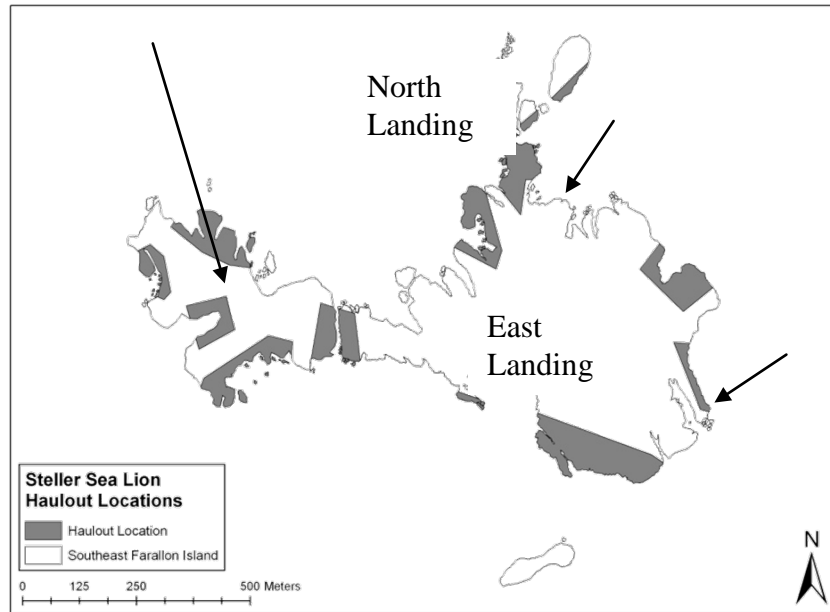 North
Landing
East
Landing
Steller Sea Lion
Haulout Locations
Haulout Location
Southeast Farallon Island
0 125 250 500 Meters
N